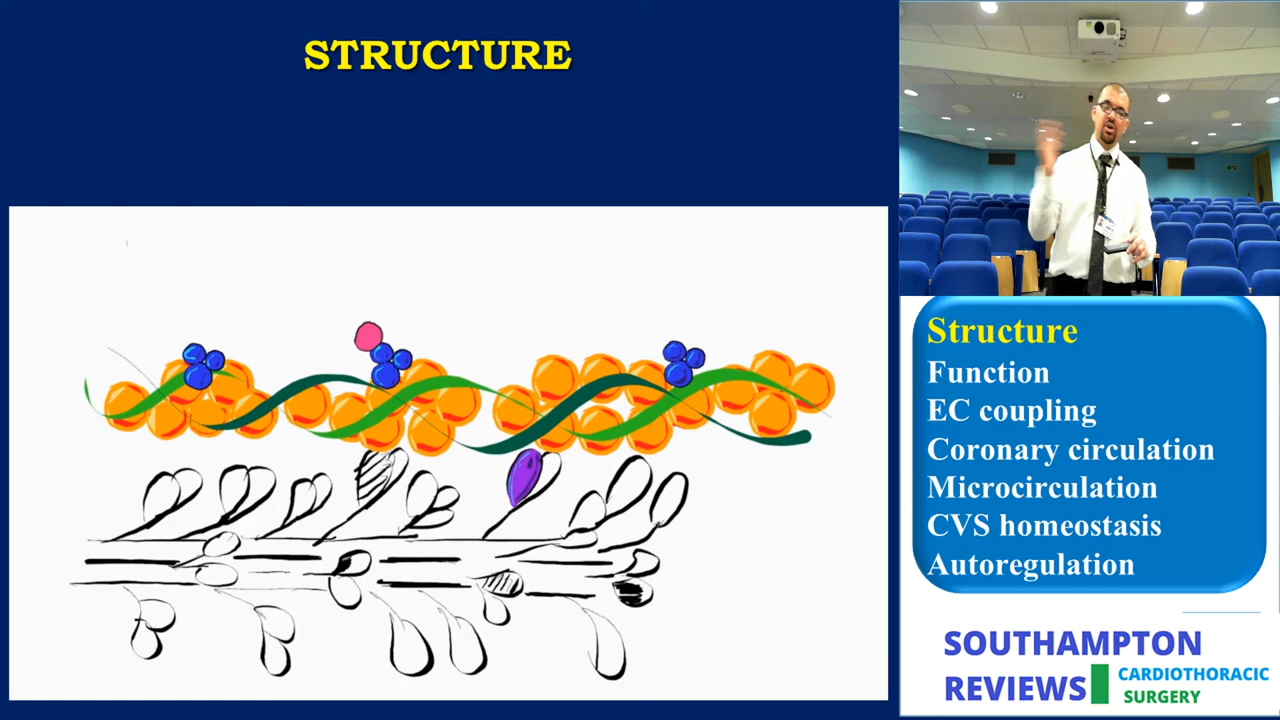 STRUCTURE
Structure
Function
EC coupling
Coronary circulation
Microcirculation
CVS homeostasis
Autoregulation
SOUTHAMPTON
REVIEWS
CARDIOTHORACIC
SURGERY